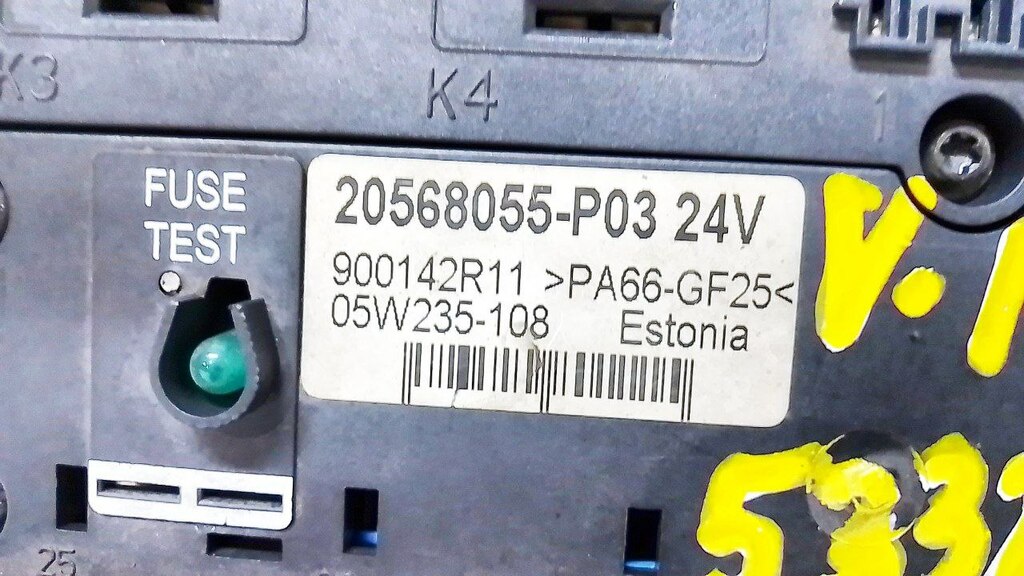 K3
K4
1
FUSE
TEST
20568055-P03 24V
900142R11 >PA66-GF25<
05W235-108 Estonia
25